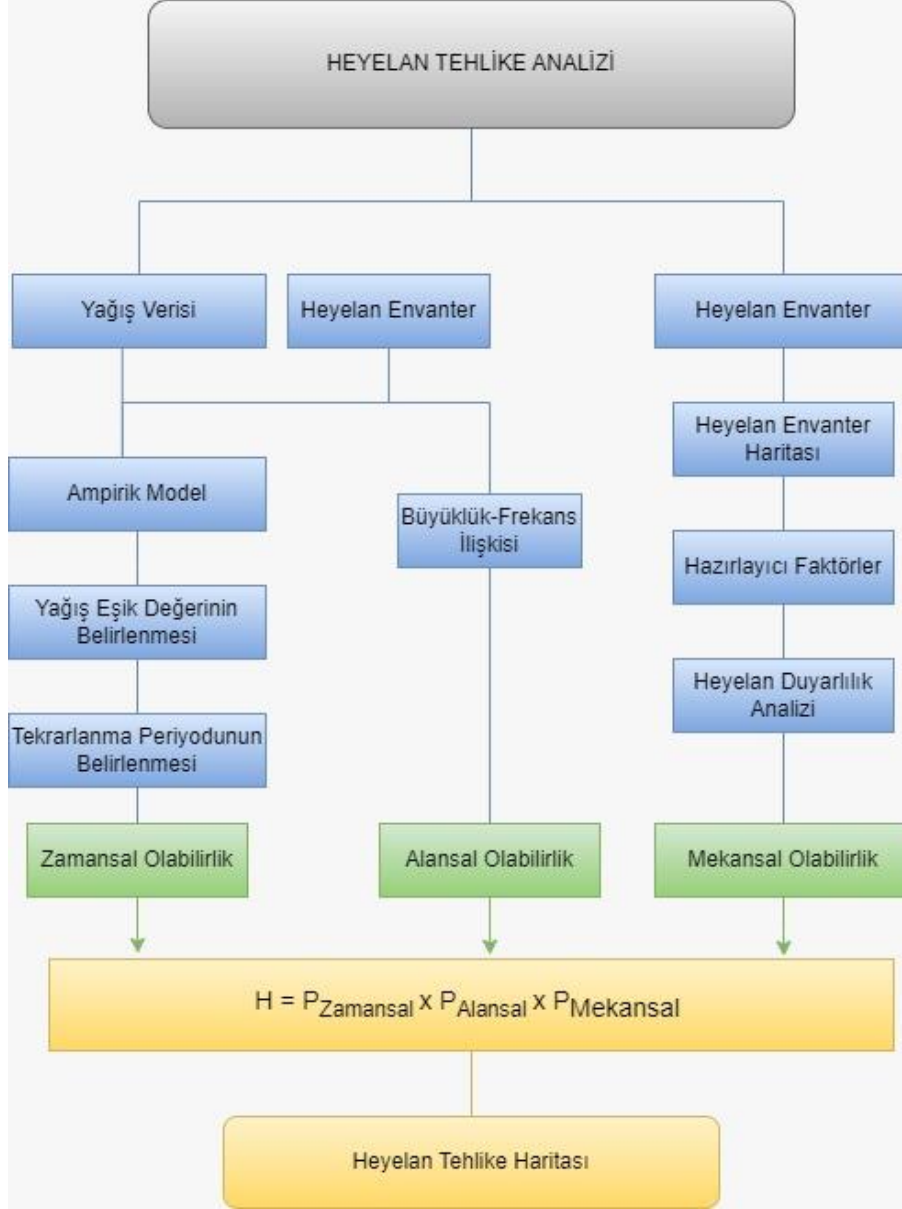 HEYELAN TEHLİKE ANALİZİ
Yağış Verisi
Heyelan Envanter
Heyelan Envanter
Heyelan Envanter
Haritası
Ampirik Model
Büyüklük-Frekans
İlişkisi
Hazırlayıcı Faktörler
Yağış Eşik Değerinin
Belirlenmesi
Heyelan Duyarlılık
Analizi
Tekrarlanma Periyodunun
Belirlenmesi
Zamansal Olabilirlik
Alansal Olabilirlik
Mekansal Olabilirlik
H = PZamansal x PAlansal x PMekansal
Heyelan Tehlike Haritası